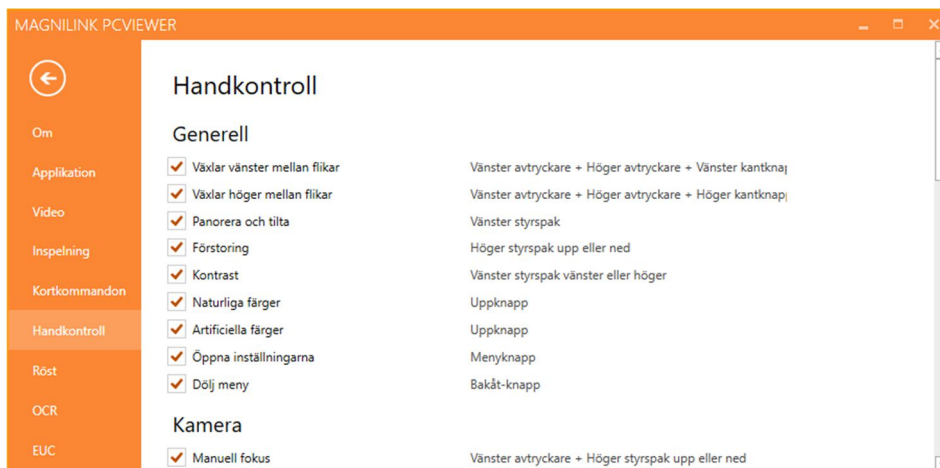 MAGNILINK PCVIEWER
Om
Applikation
Video
Inspelning
Kortkommandon
Handkontroll
Röst
OCR
EUC
Handkontroll
Generell
Växlar vänster mellan flikar Vänster avtryckare + Höger avtryckare + Vänster kantknap
Växlar höger mellan flikar Vänster avtryckare + Höger avtryckare + Höger kantknapp
Panorera och tilta Vänster styrspak
Förstoring Höger styrspak upp eller ned
Kontrast Vänster styrspak vänster eller höger
Naturliga färger Uppknapp
Artificiella färger Uppknapp
Öppna inställningarna Menyknapp
Dölj meny Bakåt-knapp
Kamera
Manuell fokus Vänster avtryckare + Höger styrspak upp eller ned